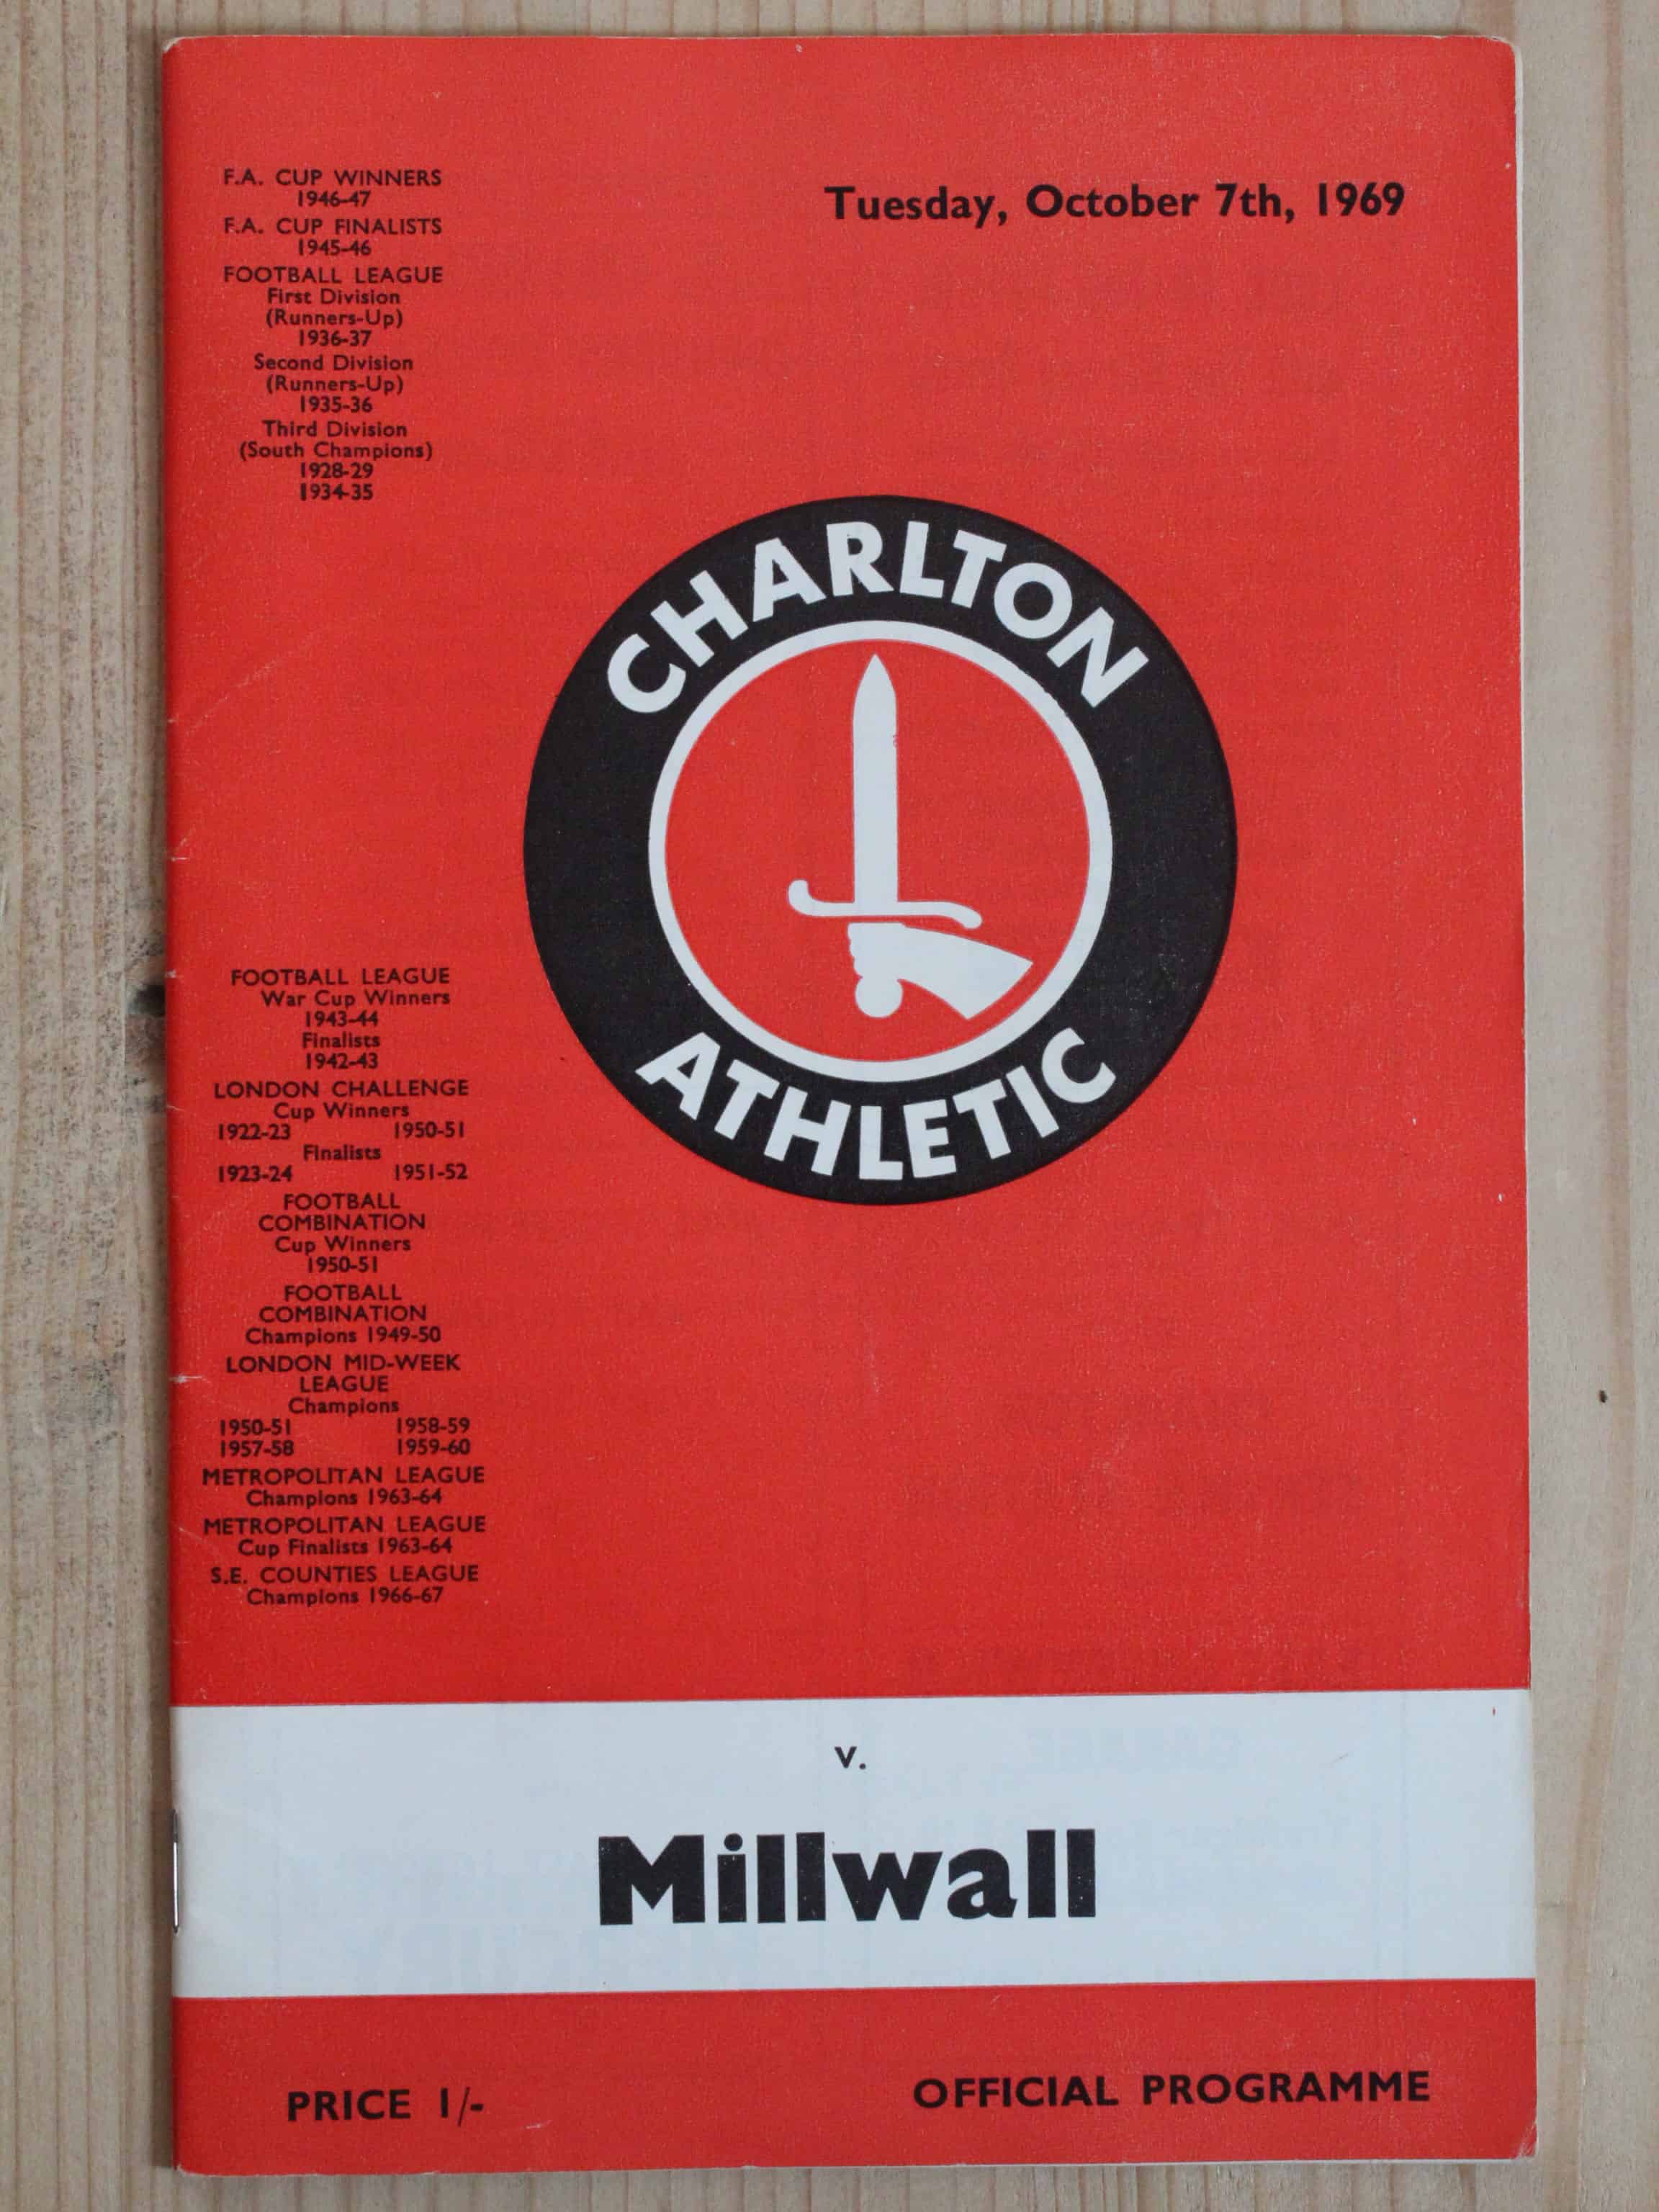 F.A. CUP WINNERS
1946-47
F.A. CUP FINALISTS
1945-46
FOOTBALL LEAGUE
First Division
(Runners-Up)
1936-37
Second Division
(Runners-Up)
1935-36
Third Division
(South Champions)
1928-29
1934-35
Tuesday, October 7th, 1969
CHARLTON
ATHLETIC
FOOTBALL LEAGUE
War Cup Winners
1943-44
Finalists
1942-43
LONDON CHALLENGE
Cup Winners
1922-23 1950-51
Finalists
1923-24 1951-52
FOOTBALL
COMBINATION
Cup Winners
1950-51
FOOTBALL
COMBINATION
Champions 1949-50
LONDON MID-WEEK
LEAGUE
Champions
1950-51 1958-59
1957-58 1959-60
METROPOLITAN LEAGUE
Champions 1963-64
METROPOLITAN LEAGUE
Cup Finalists 1963-64
S.E. COUNTIES LEAGUE
Champions 1966-67
v.
Millwall
PRICE 1/-
OFFICIAL PROGRAMME